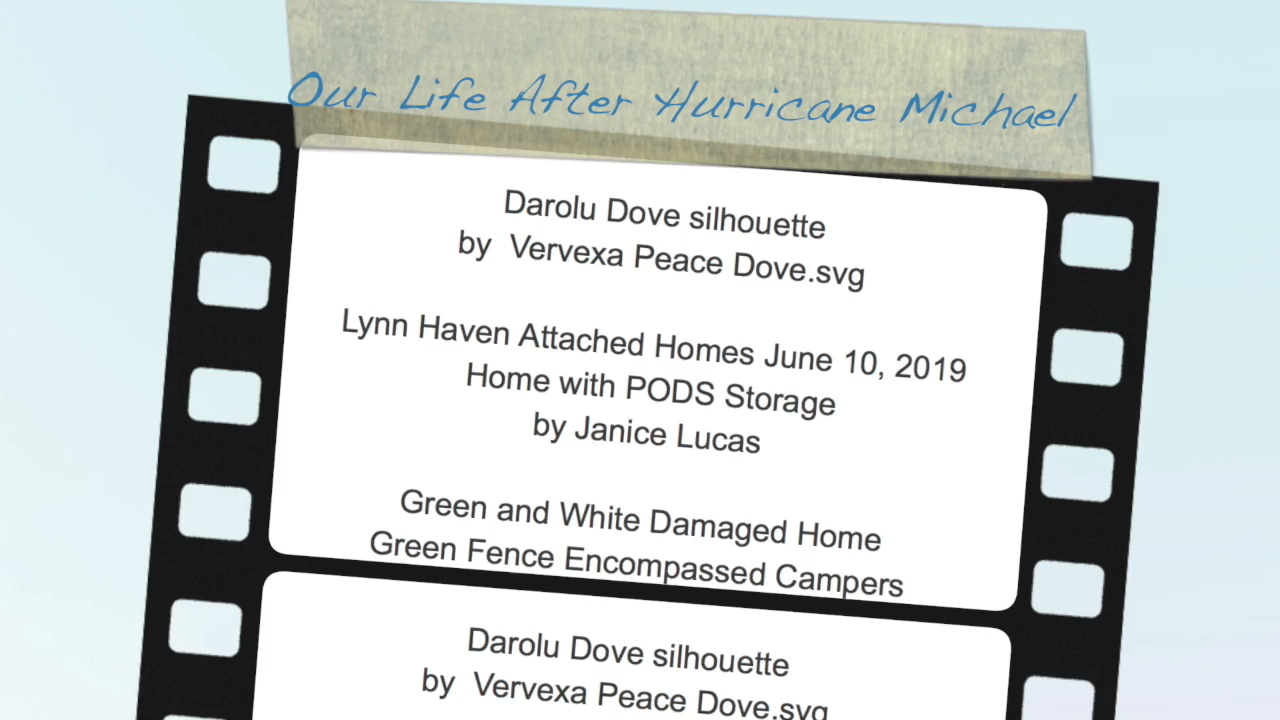 Our Life After Hurricane Michael
Darolu Dove silhouette
by  Vervexa Peace Dove.svg
Lynn Haven Attached Homes June 10, 2019
Home with PODS Storage
by Janice Lucas
Green and White Damaged Home
Green Fence Encompassed Campers
Darolu Dove silhouette
by  Vervexa Peace Dove.svg